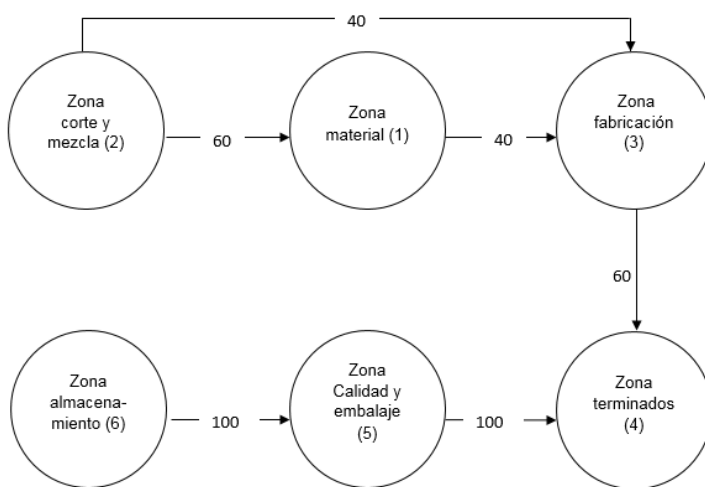 40
Zona
corte y
mezcla (2)
60
Zona
material (1)
40
Zona
fabricación
(3)
60
Zona
almacena-
miento (6)
100
Zona
Calidad y
embalaje
(5)
100
Zona
terminados
(4)